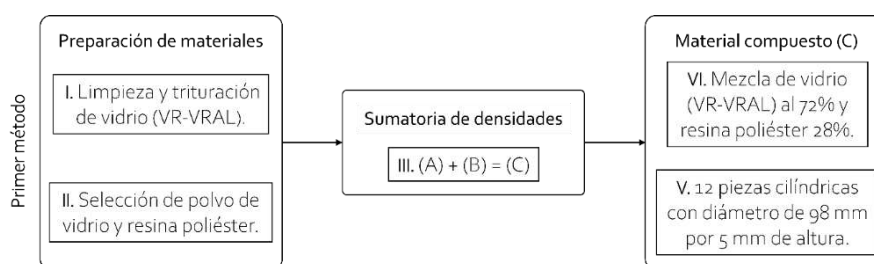 Primer método
Preparación de materiales
I. Limpieza y trituración
de vidrio (VR-VRAL).
II. Selección de polvo de
vidrio y resina poliéster.
Sumatoria de densidades
III. (A) + (B) = (C)
Material compuesto (C)
VI. Mezcla de vidrio
(VR-VRAL) al 72% y
resina poliéster 28%.
V. 12 piezas cilíndricas
con diámetro de 98 mm
por 5 mm de altura.